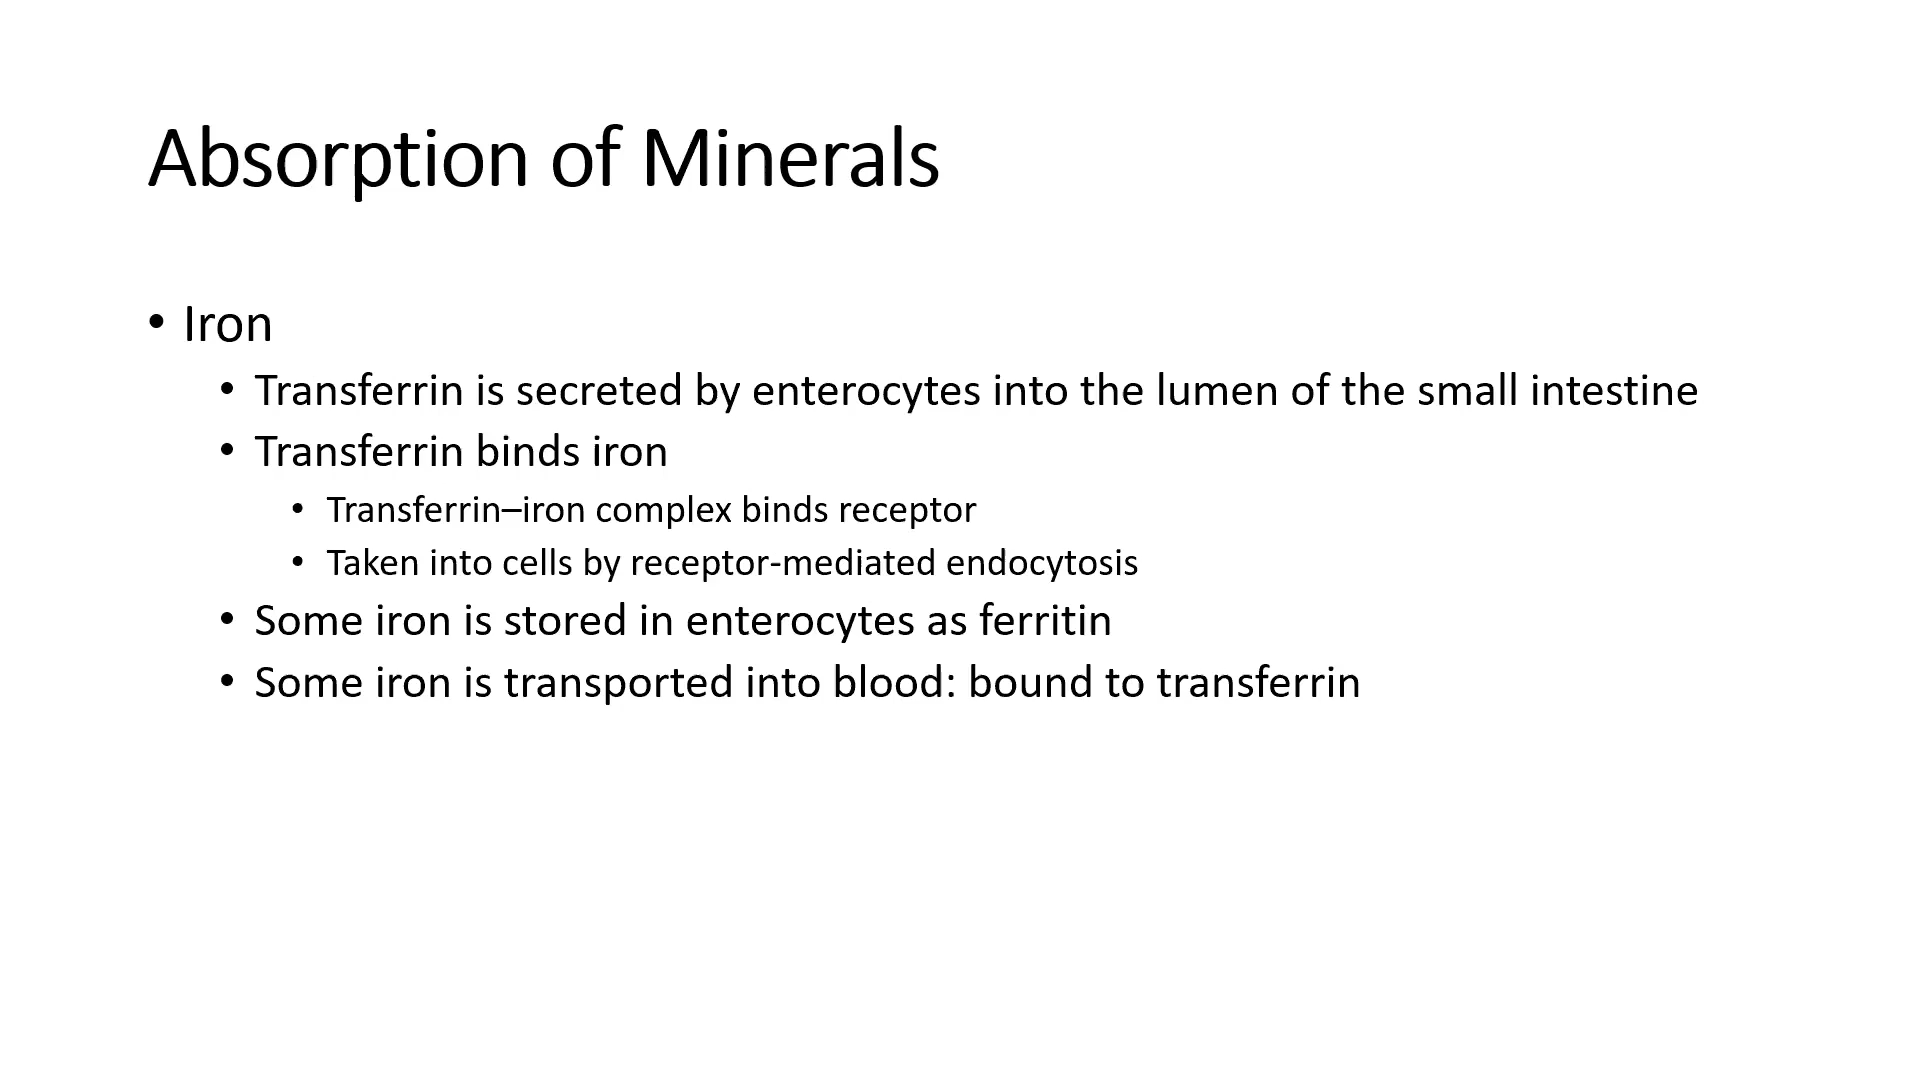 Absorption of Minerals
• Iron
• Transferrin is secreted by enterocytes into the lumen of the small intestine
• Transferrin binds iron
• Transferrin–iron complex binds receptor
• Taken into cells by receptor-mediated endocytosis
• Some iron is stored in enterocytes as ferritin
• Some iron is transported into blood: bound to transferrin